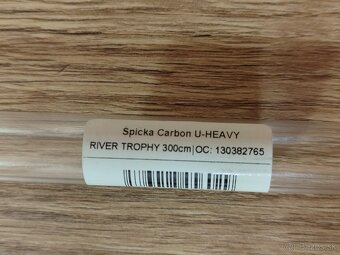 Spicka Carbon U-HEAVY
RIVER TROPHY 300cm|OC: 130382765